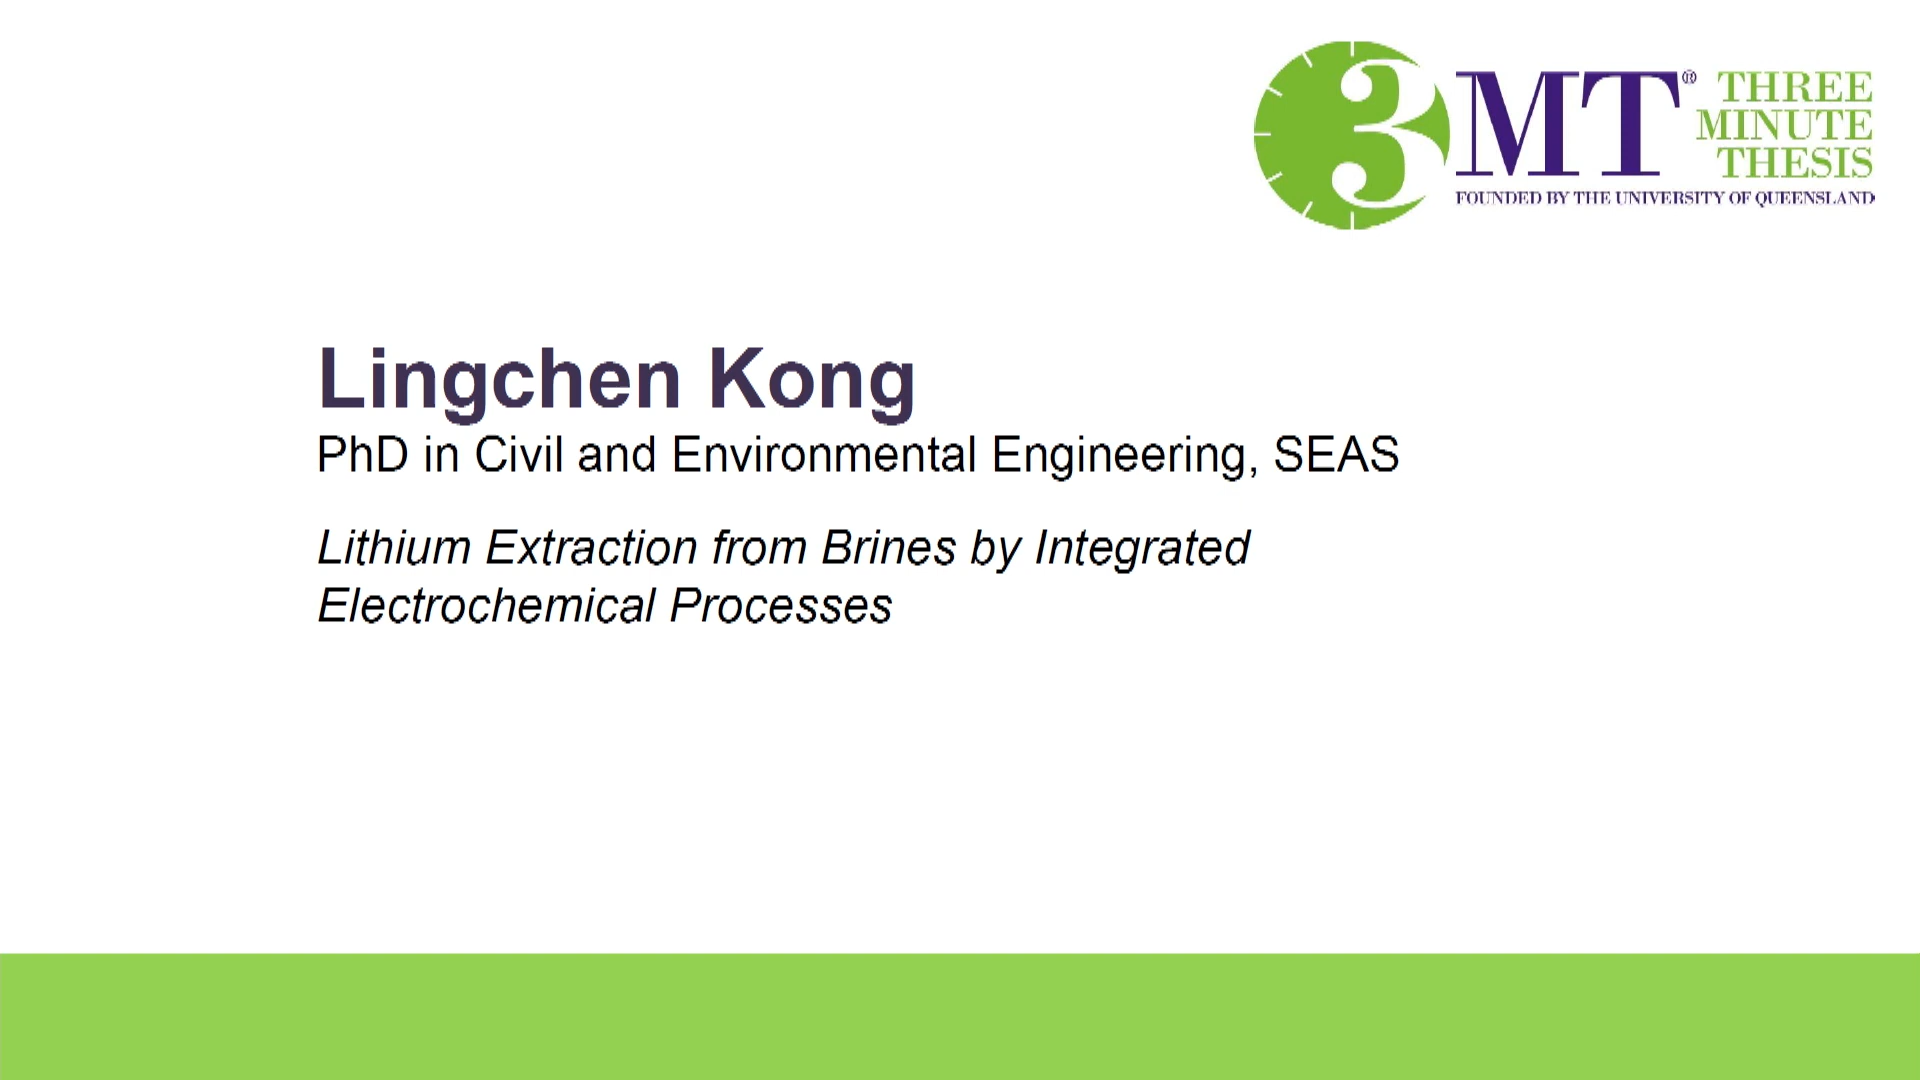 3MT® THREE
MINUTE
THESIS
FOUNDED BY THE UNIVERSITY OF QUEENSLAND
Lingchen Kong
PhD in Civil and Environmental Engineering, SEAS
Lithium Extraction from Brines by Integrated
Electrochemical Processes